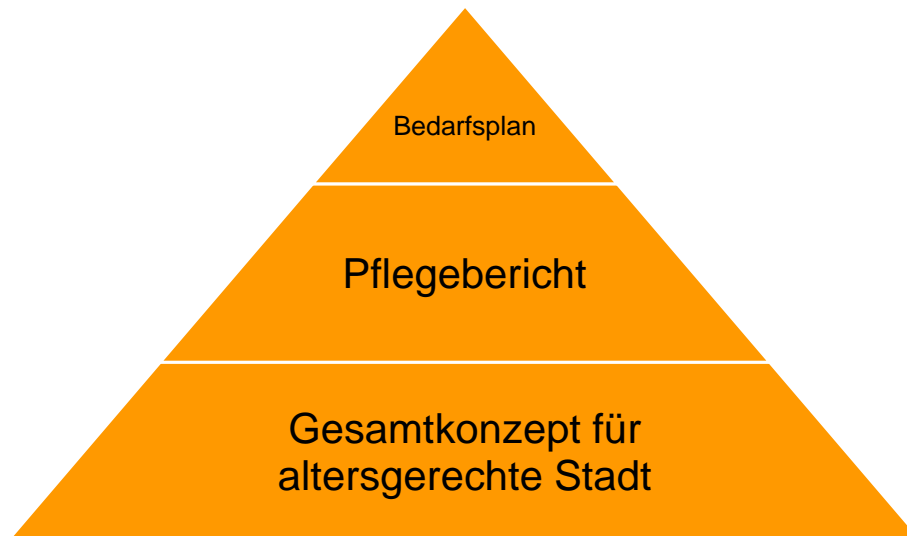 Bedarfsplan
Pflegebericht
Gesamtkonzept für
altersgerechte Stadt